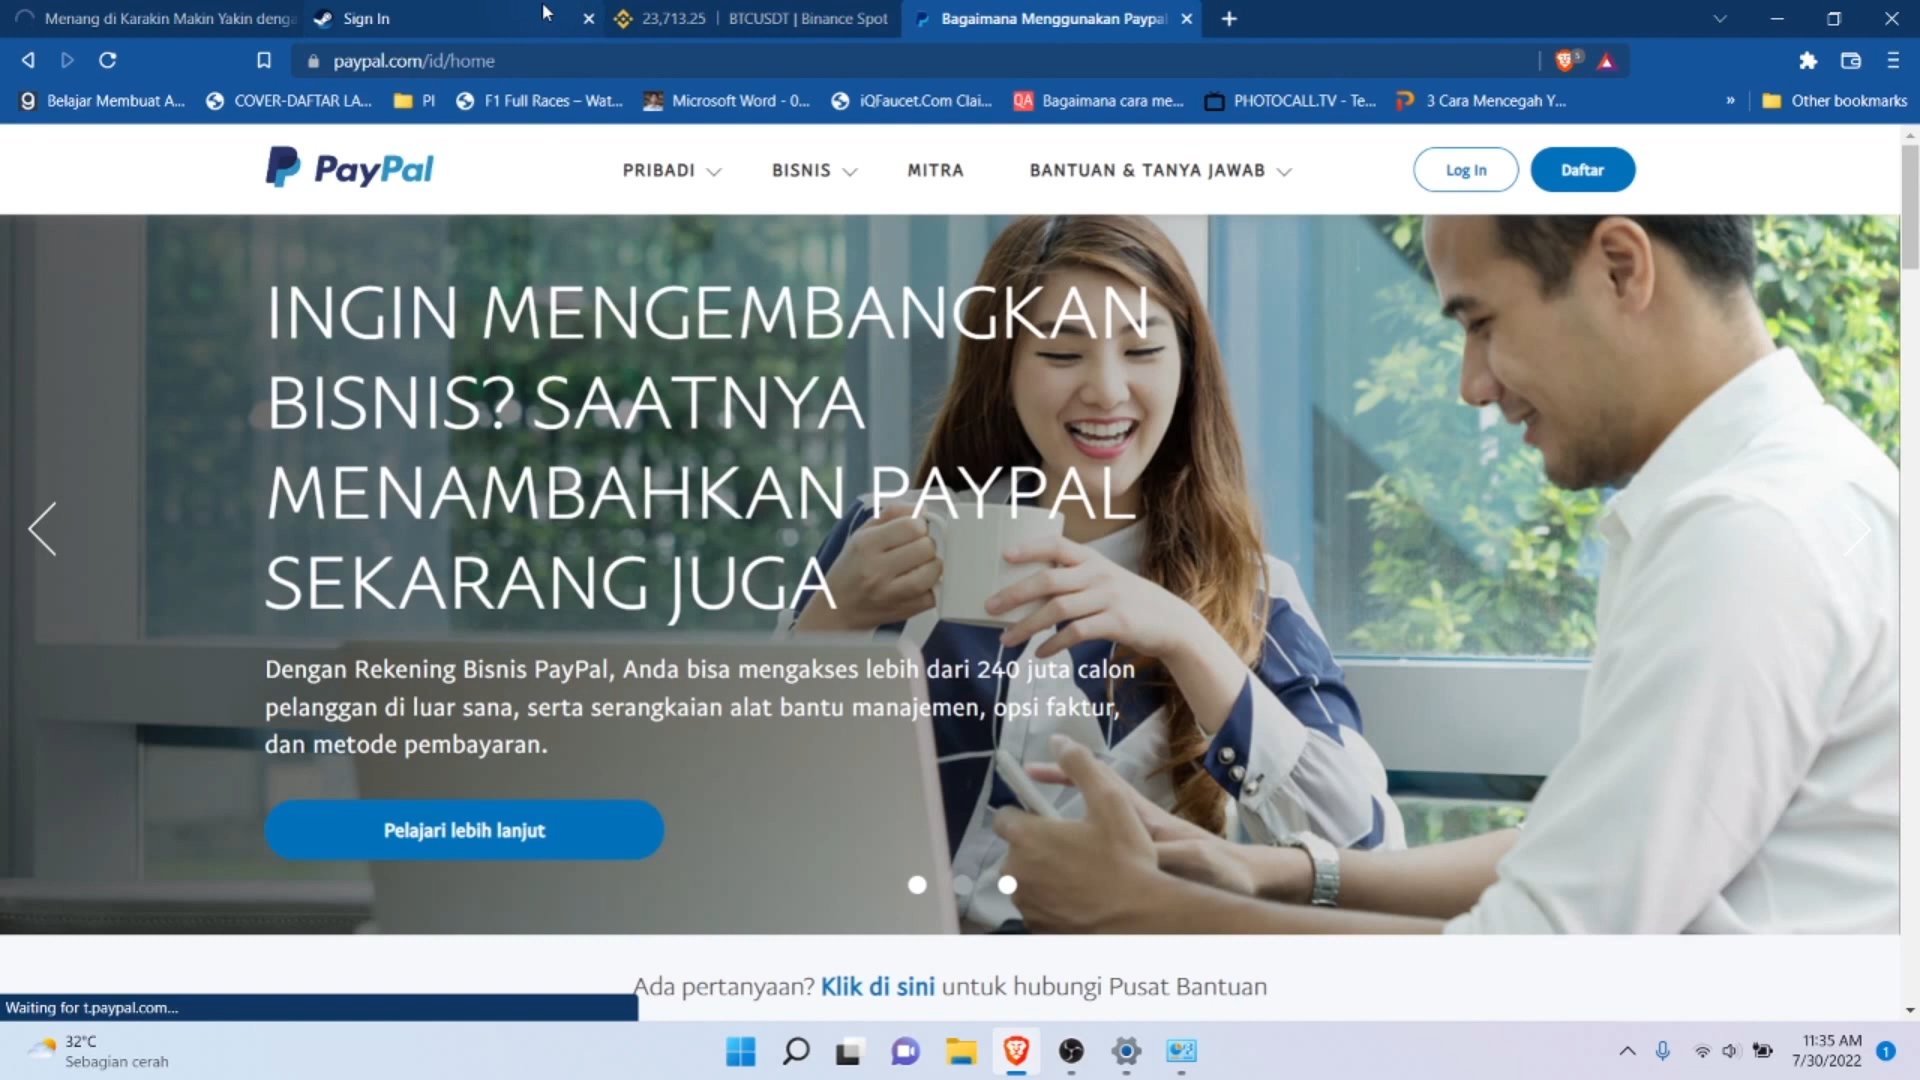 Menang di Karakin Makin Yakin denga
Sign In
23,713.25 | BTCUSDT | Binance Spot
Bagaimana Menggunakan Paypal
paypal.com/id/home
5
Belajar Membuat A...
COVER-DAFTAR LA...
PI
F1 Full Races – Wat...
Microsoft Word - 0...
iQFaucet.Com Clai...
QA
Bagaimana cara me...
PHOTOCALL.TV - Te...
3 Cara Mencegah Y...
»
Other bookmarks
PayPal
PRIBADI
BISNIS
MITRA
BANTUAN & TANYA JAWAB
Log In
Daftar
INGIN MENGEMBANGKAN
BISNIS? SAATNYA
MENAMBAHKAN PAYPAL
SEKARANG JUGA
Dengan Rekening Bisnis PayPal, Anda bisa mengakses lebih dari 240 juta calon
pelanggan di luar sana, serta serangkaian alat bantu manajemen, opsi faktur,
dan metode pembayaran.
Pelajari lebih lanjut
Ada pertanyaan? Klik di sini untuk hubungi Pusat Bantuan
Waiting for t.paypal.com...
32°C
Sebagian cerah
11:35 AM
7/30/2022
1